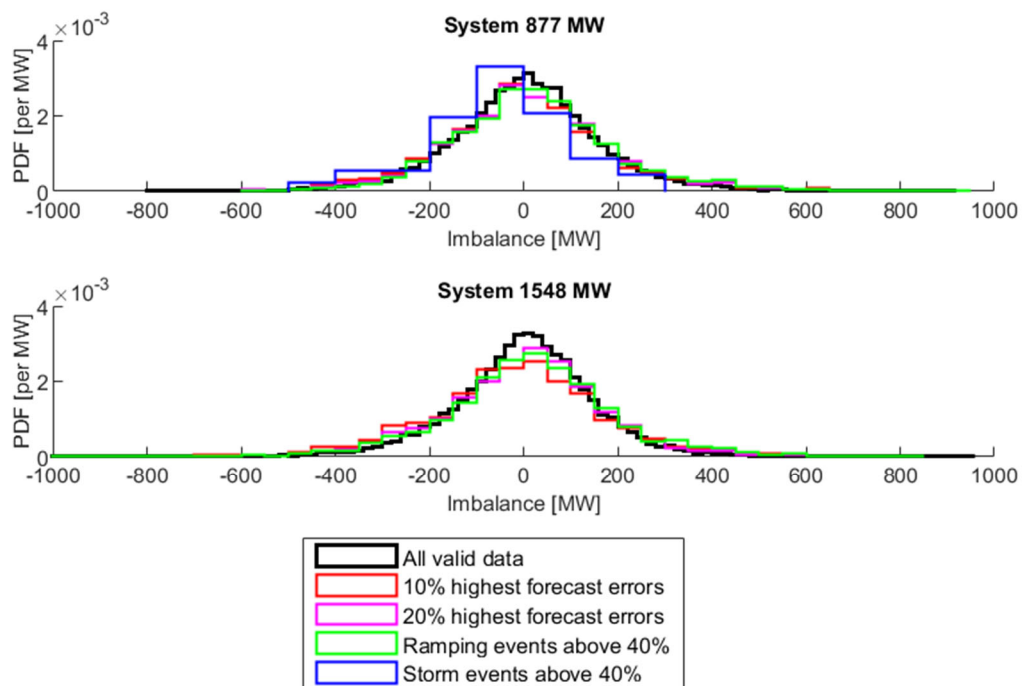 System 877 MW
×10⁻³
4
2
0
PDF [per MW]
-1000 -800 -600 -400 -200 0 200 400 600 800 1000
Imbalance [MW]
System 1548 MW
×10⁻³
4
2
0
PDF [per MW]
-1000 -800 -600 -400 -200 0 200 400 600 800 1000
Imbalance [MW]
All valid data
10% highest forecast errors
20% highest forecast errors
Ramping events above 40%
Storm events above 40%